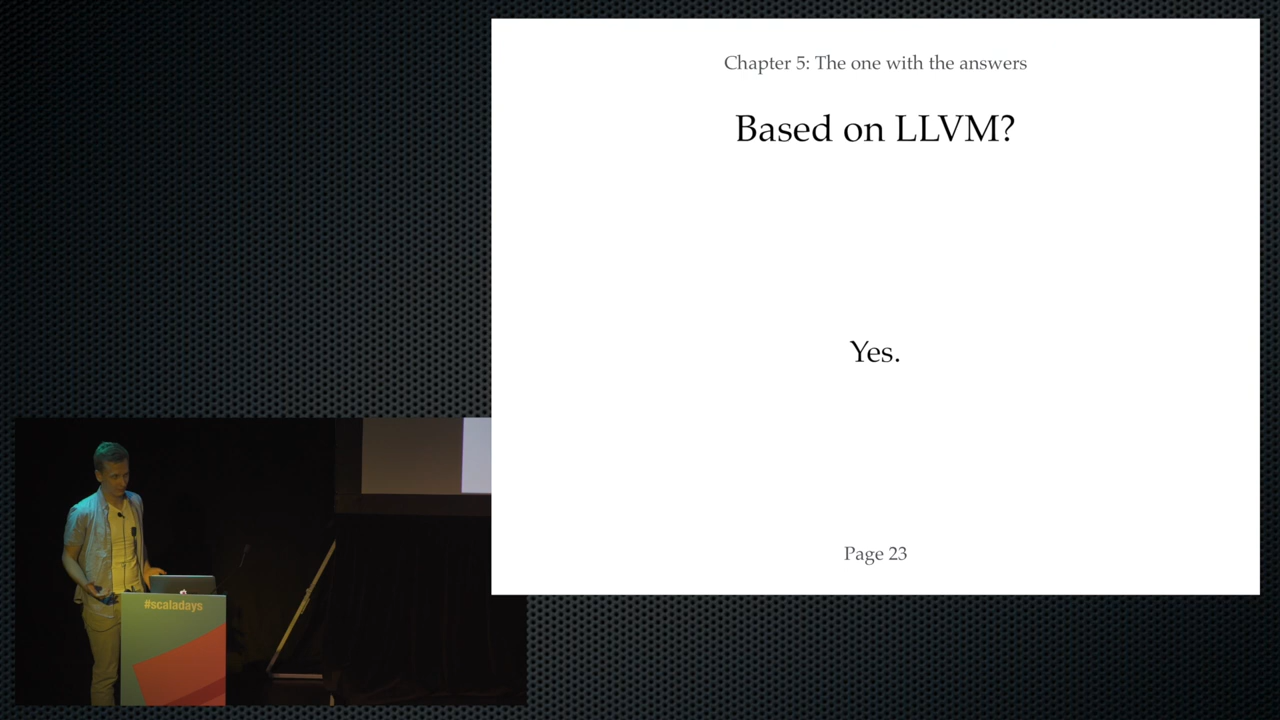 Chapter 5: The one with the answers
Based on LLVM?
Yes.
Page 23
#scaladays